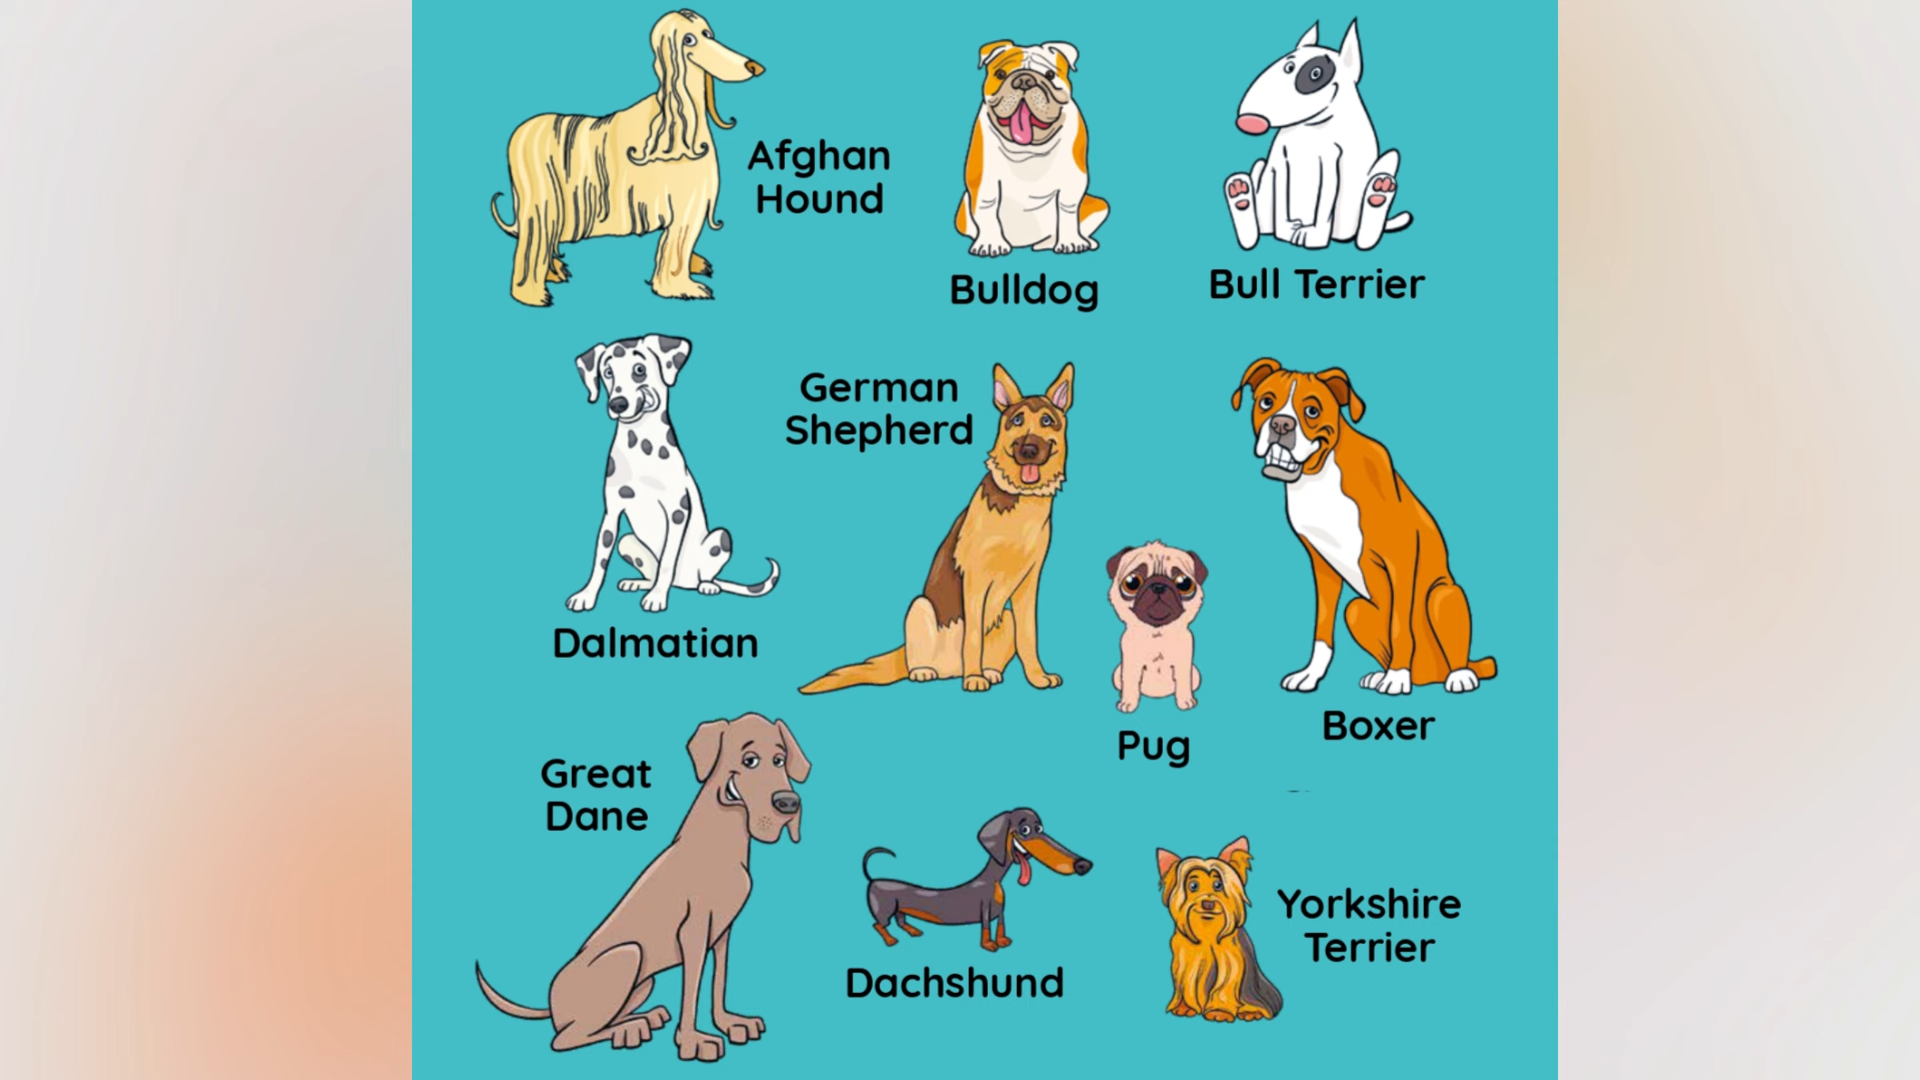 Afghan
Hound
Bulldog
Bull Terrier
Dalmatian
German
Shepherd
Pug
Boxer
Great
Dane
Dachshund
Yorkshire
Terrier